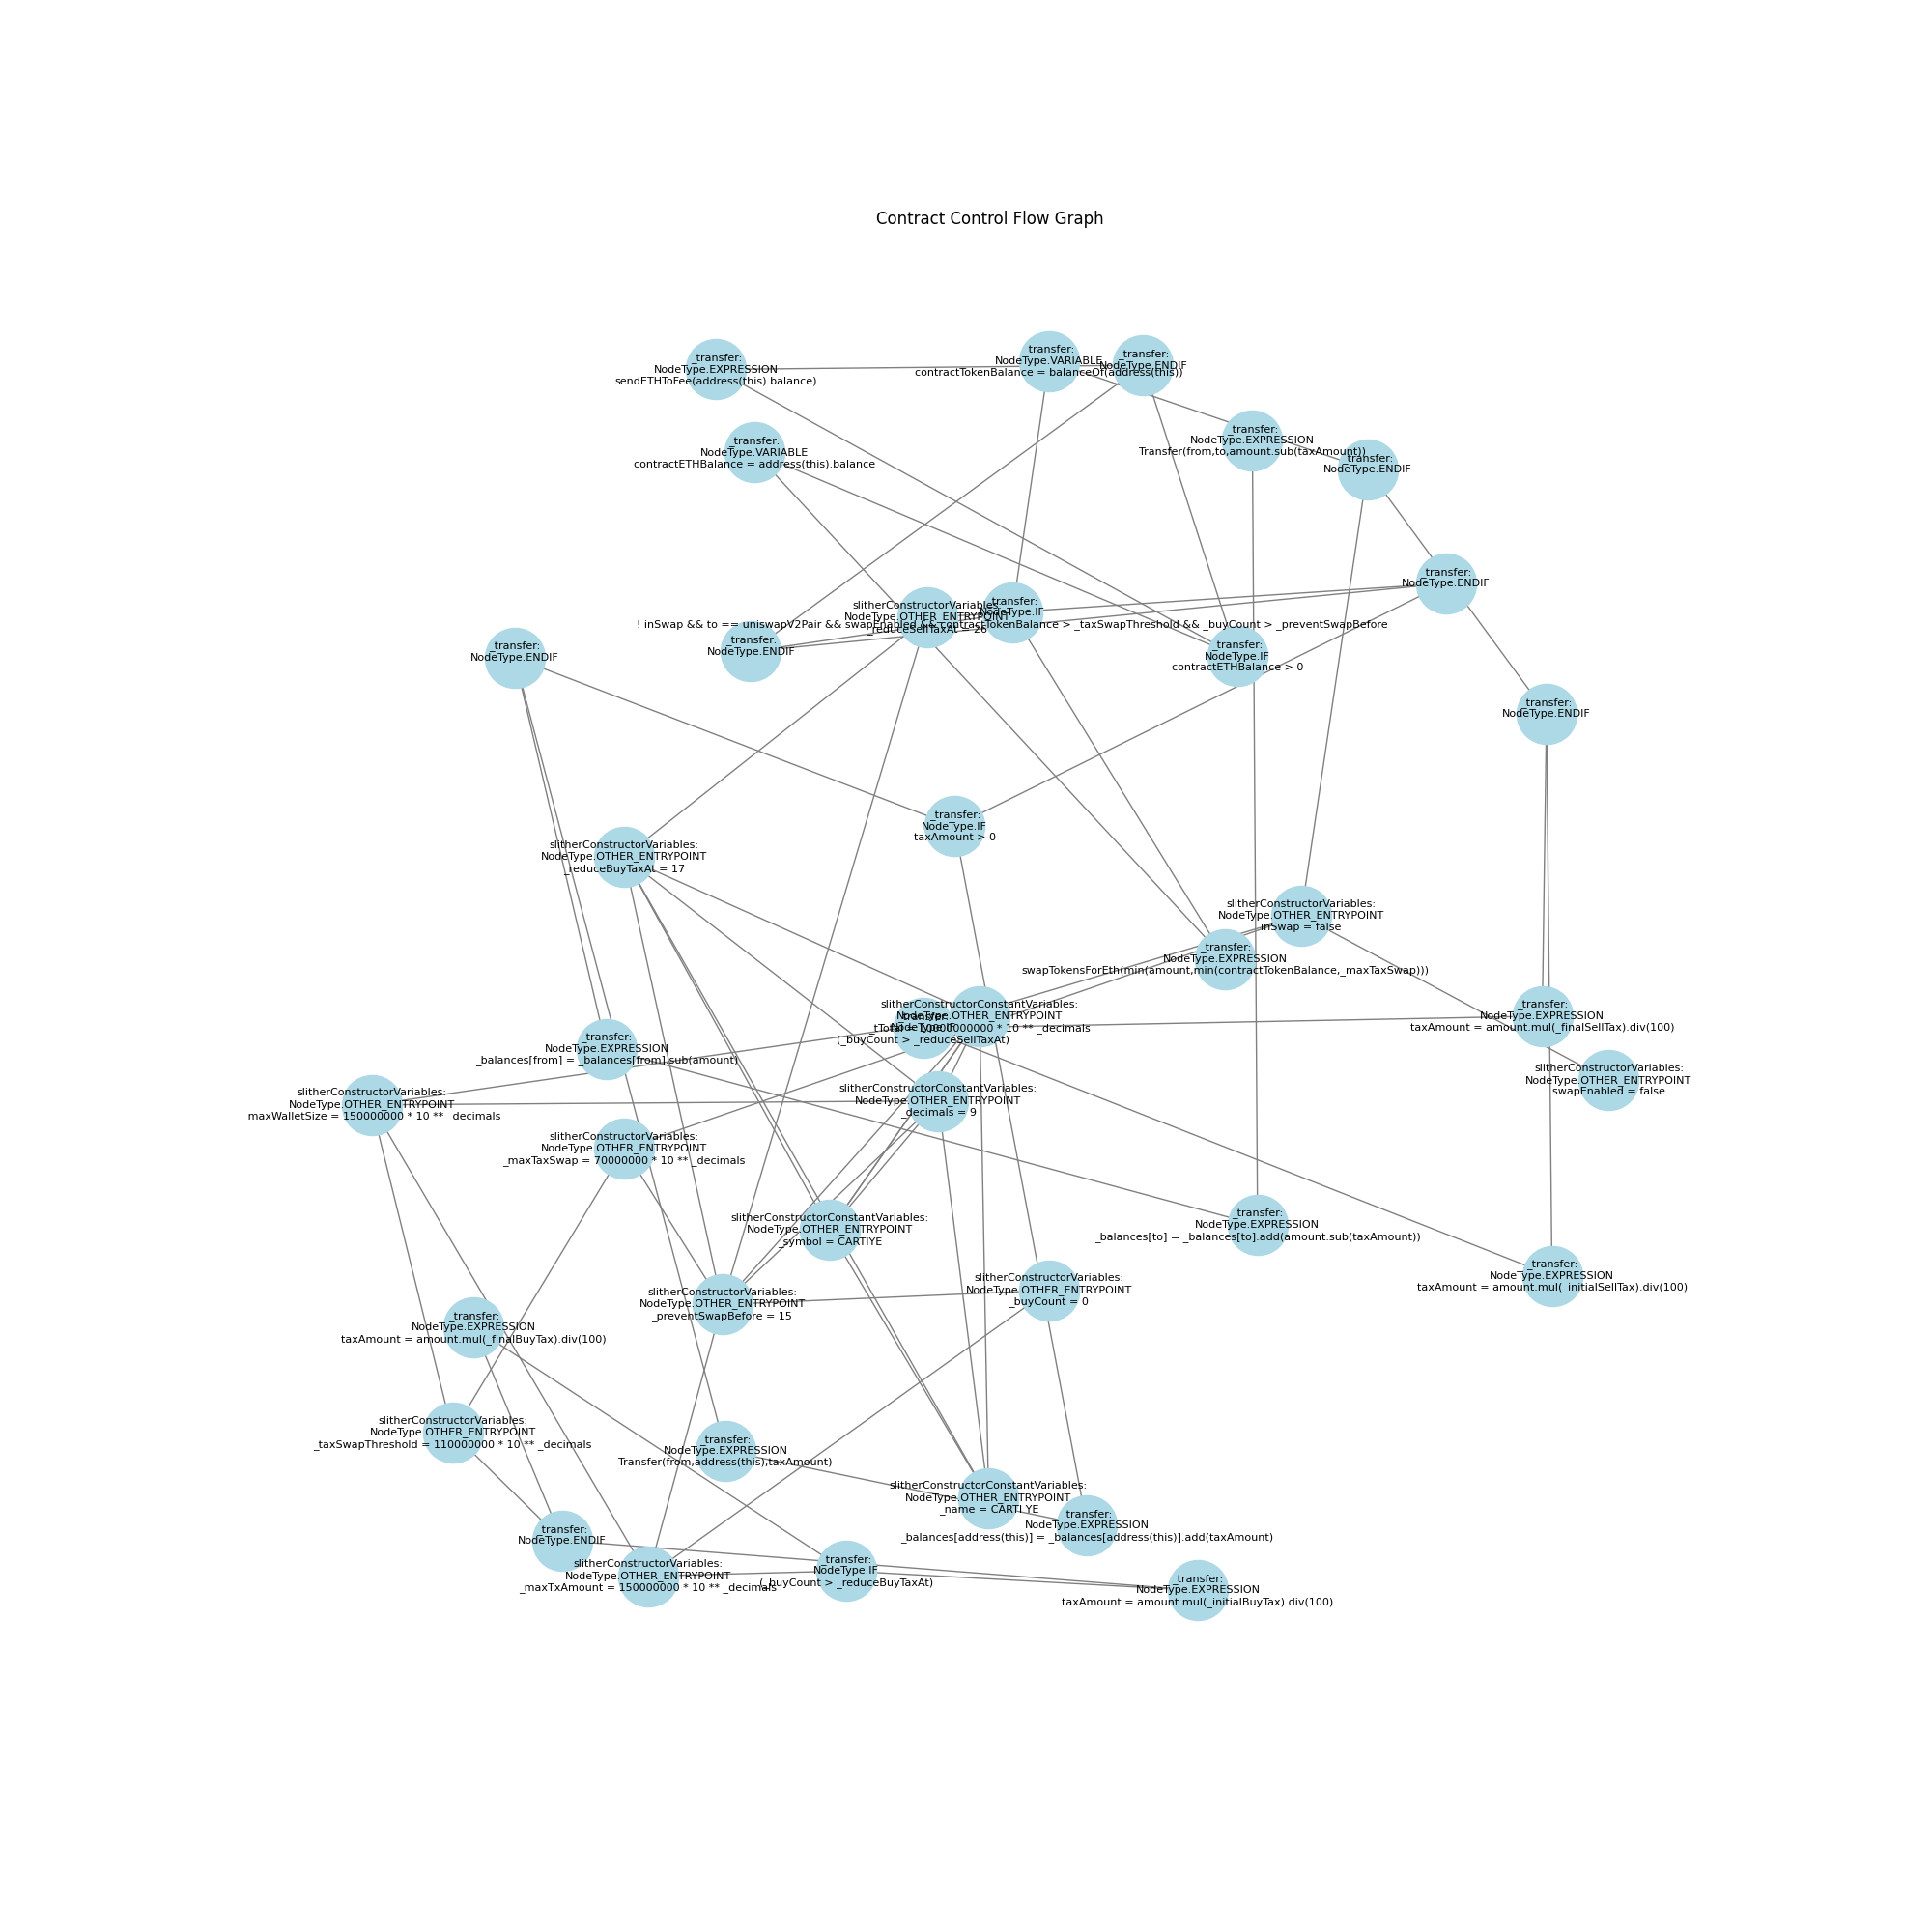 Contract Control Flow Graph
_transfer:
NodeType.EXPRESSION
sendETHToFee(address(this).balance)
_transfer:
NodeType.VARIABLE
contractTokenBalance = balanceOf(address(this))
_transfer:
NodeType.ENDIF
_transfer:
NodeType.EXPRESSION
Transfer(from,to,amount.sub(taxAmount))
_transfer:
NodeType.VARIABLE
contractETHBalance = address(this).balance
_transfer:
NodeType.ENDIF
_transfer:
NodeType.ENDIF
slitherConstructorVariables:
NodeType.OTHER_ENTRYPOINT
_reduceSellTaxAt = 26
_transfer:
NodeType.IF
! inSwap && to == uniswapV2Pair && swapEnabled && contractTokenBalance > _taxSwapThreshold && _buyCount > _preventSwapBefore
_transfer:
NodeType.ENDIF
_transfer:
NodeType.ENDIF
_transfer:
NodeType.IF
contractETHBalance > 0
_transfer:
NodeType.ENDIF
_transfer:
NodeType.IF
taxAmount > 0
slitherConstructorVariables:
NodeType.OTHER_ENTRYPOINT
_reduceBuyTaxAt = 17
slitherConstructorVariables:
NodeType.OTHER_ENTRYPOINT
inSwap = false
_transfer:
NodeType.EXPRESSION
swapTokensForEth(min(amount,min(contractTokenBalance,_maxTaxSwap)))
slitherConstructorConstantVariables:
NodeType.OTHER_ENTRYPOINT
_tTotal = 10000000000 * 10 ** _decimals
_transfer:
NodeType.IF
(_buyCount > _reduceSellTaxAt)
_transfer:
NodeType.EXPRESSION
taxAmount = amount.mul(_finalSellTax).div(100)
_transfer:
NodeType.EXPRESSION
_balances[from] = _balances[from].sub(amount)
slitherConstructorVariables:
NodeType.OTHER_ENTRYPOINT
swapEnabled = false
slitherConstructorVariables:
NodeType.OTHER_ENTRYPOINT
_maxWalletSize = 150000000 * 10 ** _decimals
slitherConstructorConstantVariables:
NodeType.OTHER_ENTRYPOINT
_decimals = 9
slitherConstructorVariables:
NodeType.OTHER_ENTRYPOINT
_maxTaxSwap = 70000000 * 10 ** _decimals
slitherConstructorConstantVariables:
NodeType.OTHER_ENTRYPOINT
_symbol = CARTIYE
_transfer:
NodeType.EXPRESSION
_balances[to] = _balances[to].add(amount.sub(taxAmount))
_transfer:
NodeType.EXPRESSION
taxAmount = amount.mul(_initialSellTax).div(100)
slitherConstructorVariables:
NodeType.OTHER_ENTRYPOINT
_buyCount = 0
slitherConstructorVariables:
NodeType.OTHER_ENTRYPOINT
_preventSwapBefore = 15
_transfer:
NodeType.EXPRESSION
taxAmount = amount.mul(_finalBuyTax).div(100)
slitherConstructorVariables:
NodeType.OTHER_ENTRYPOINT
_taxSwapThreshold = 110000000 * 10 ** _decimals
_transfer:
NodeType.EXPRESSION
Transfer(from,address(this),taxAmount)
slitherConstructorConstantVariables:
NodeType.OTHER_ENTRYPOINT
_name =
_transfer:
NodeType.EXPRESSION
_balances[address(this)] = _balances[address(this)].add(taxAmount)
_transfer:
NodeType.ENDIF
slitherConstructorVariables:
NodeType.OTHER_ENTRYPOINT
_maxTxAmount = 150000000 * 10 ** _decimals
_transfer:
NodeType.IF
(_buyCount > _reduceBuyTaxAt)
_transfer:
NodeType.EXPRESSION
taxAmount = amount.mul(_initialBuyTax).div(100)